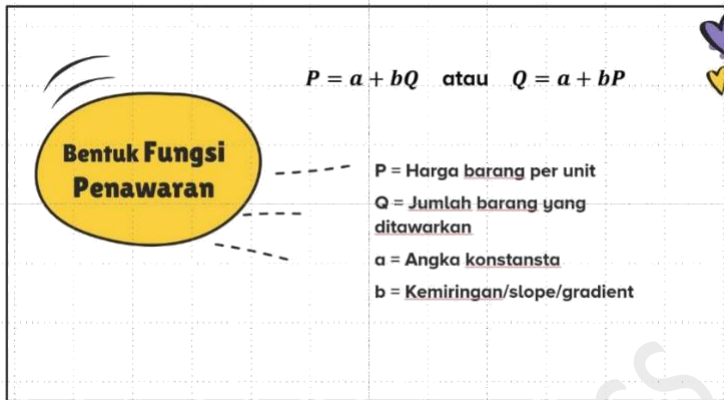 P = a + bQ atau Q = a + bP
Bentuk Fungsi
Penawaran
P = Harga barang per unit
Q = Jumlah barang yang
ditawarkan
a = Angka konstansta
b = Kemiringan/slope/gradient